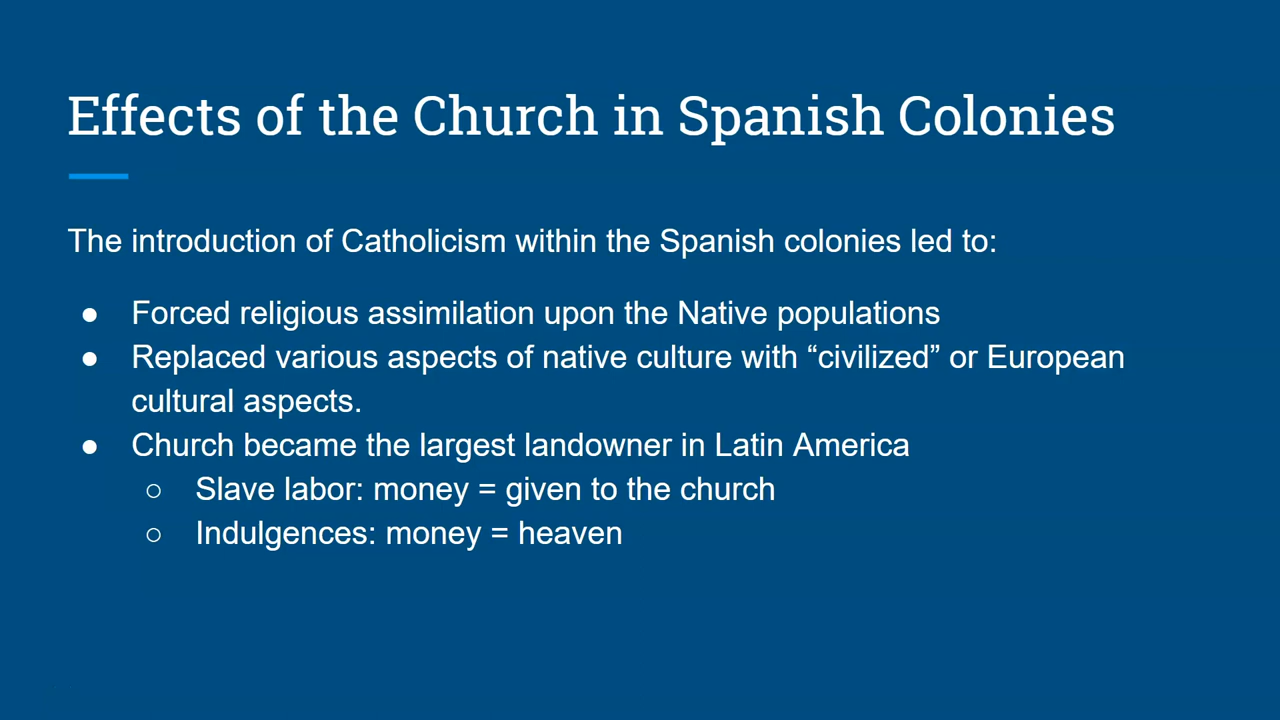 Effects of the Church in Spanish Colonies
The introduction of Catholicism within the Spanish colonies led to:
● Forced religious assimilation upon the Native populations
● Replaced various aspects of native culture with “civilized” or European
cultural aspects.
● Church became the largest landowner in Latin America
○ Slave labor: money = given to the church
○ Indulgences: money = heaven